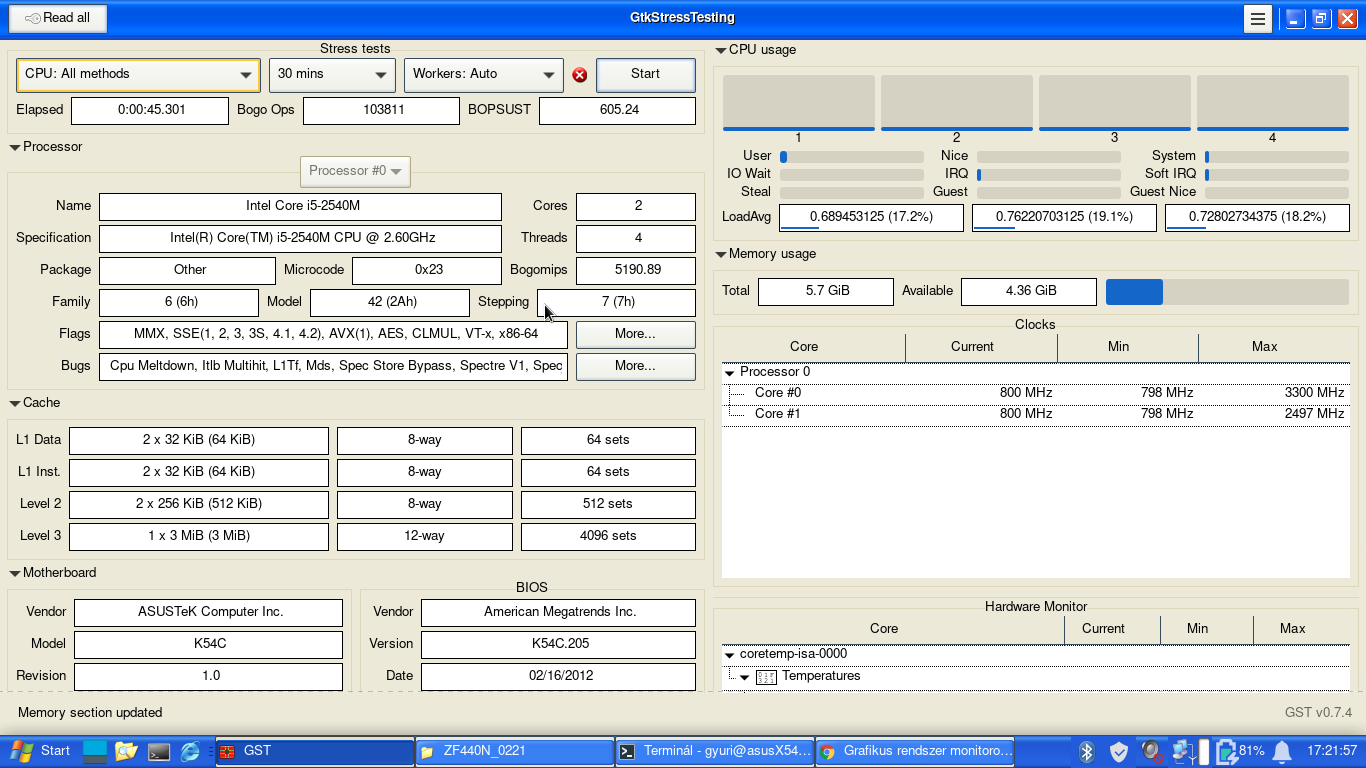 Read all
GtkStressTesting
Stress tests
CPU: All methods 30 mins Workers: Auto Start
Elapsed 0:00:45.301 Bogo Ops 103811 BOPSUST 605.24
Processor
Processor #0
Name Intel Core i5-2540M Cores 2
Specification Intel(R) Core(TM) i5-2540M CPU @ 2.60GHz Threads 4
Package Other Microcode 0x23 Bogomips 5190.89
Family 6 (6h) Model 42 (2Ah) Stepping 7 (7h)
Flags MMX, SSE(1, 2, 3, 3S, 4.1, 4.2), AVX(1), AES, CLMUL, VT-x, x86-64 More...
Bugs Cpu Meltdown, Itlb Multihit, L1Tf, Mds, Spec Store Bypass, Spectre V1, Spec More...
Cache
L1 Data 2 x 32 KiB (64 KiB) 8-way 64 sets
L1 Inst. 2 x 32 KiB (64 KiB) 8-way 64 sets
Level 2 2 x 256 KiB (512 KiB) 8-way 512 sets
Level 3 1 x 3 MiB (3 MiB) 12-way 4096 sets
Motherboard
Vendor ASUSTeK Computer Inc.
Model K54C
Revision 1.0
BIOS
Vendor American Megatrends Inc.
Version K54C.205
Date 02/16/2012
CPU usage
1 2 3 4
User Nice System
IO Wait IRQ Soft IRQ
Steal Guest Guest Nice
LoadAvg 0.689453125 (17.2%) 0.76220703125 (19.1%) 0.72802734375 (18.2%)
Memory usage
Total 5.7 GiB Available 4.36 GiB
Clocks
Core Current Min Max
Processor 0
Core #0 800 MHz 798 MHz 3300 MHz
Core #1 800 MHz 798 MHz 2497 MHz
Hardware Monitor
Core Current Min Max
coretemp-isa-0000
Temperatures
Memory section updated
GST v0.7.4
Start GST ZF440N_0221 Terminál - gyuri@asusX54... Grafikus rendszer monitoro... 81% 17:21:57